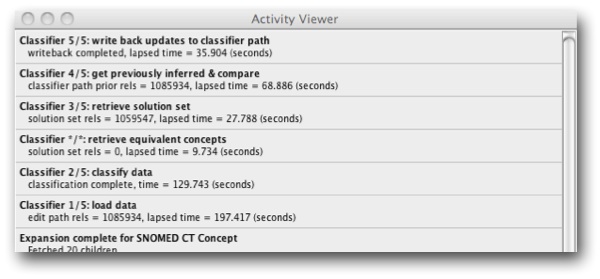 Activity Viewer
Classifier 5/5: write back updates to classifier path
writeback completed, lapsed time = 35.904 (seconds)
Classifier 4/5: get previously inferred & compare
classifier path prior rels = 1085934, lapsed time = 68.886 (seconds)
Classifier 3/5: retrieve solution set
solution set rels = 1059547, lapsed time = 27.788 (seconds)
Classifier */*: retrieve equivalent concepts
solution set rels = 0, lapsed time = 9.734 (seconds)
Classifier 2/5: classify data
classification complete, time = 129.743 (seconds)
Classifier 1/5: load data
edit path rels = 1085934, lapsed time = 197.417 (seconds)
Expansion complete for SNOMED CT Concept
Fetched 20 children